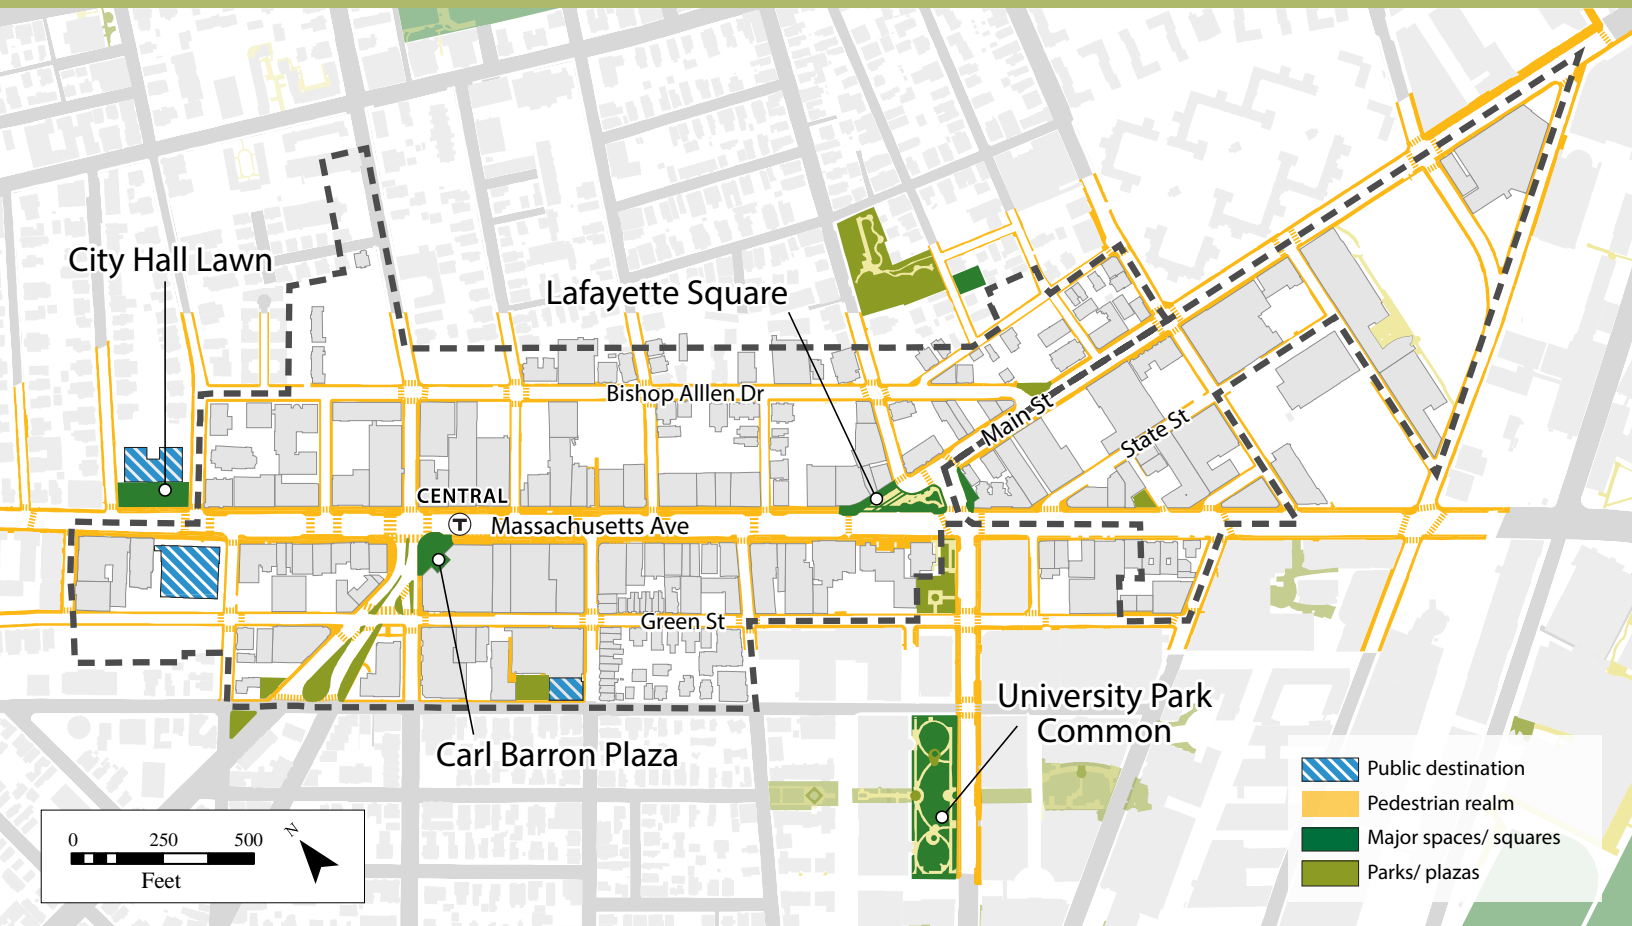 City Hall Lawn
Lafayette Square
Bishop Alllen Dr
Main St
State St
CENTRAL
T
Massachusetts Ave
Green St
University Park
Common
Carl Barron Plaza
Public destination
Pedestrian realm
Major spaces/ squares
Parks/ plazas
0 250 500
Feet
N